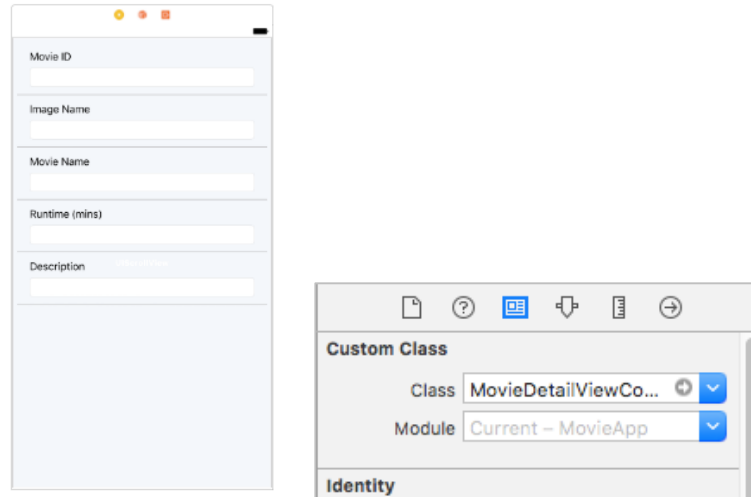 Movie ID
Image Name
Movie Name
Runtime (mins)
Description
Custom Class
Class MovieDetailViewCo...
Module Current – MovieApp
Identity